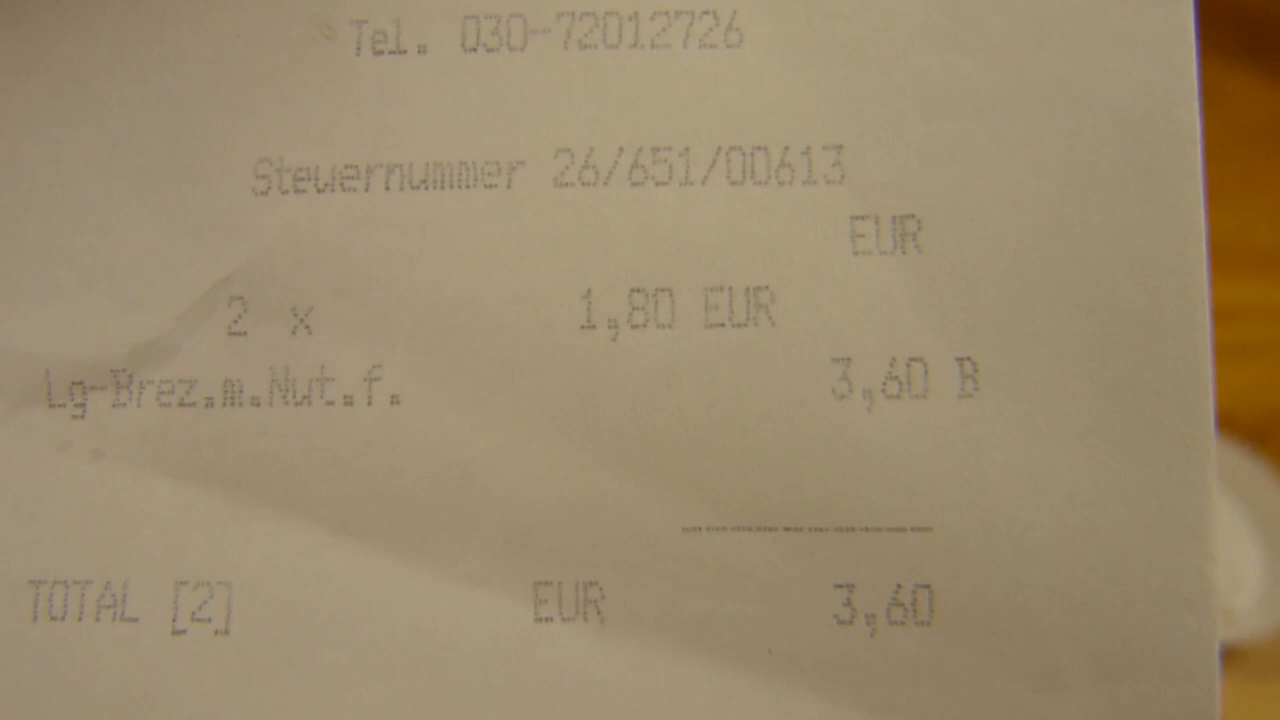 Tel. 030-72012726
Steuernummer 26/651/00613
EUR
2 x 1,80 EUR
Lg-Brez.m.Nut.f. 3,60 B
TOTAL [2] EUR 3,60